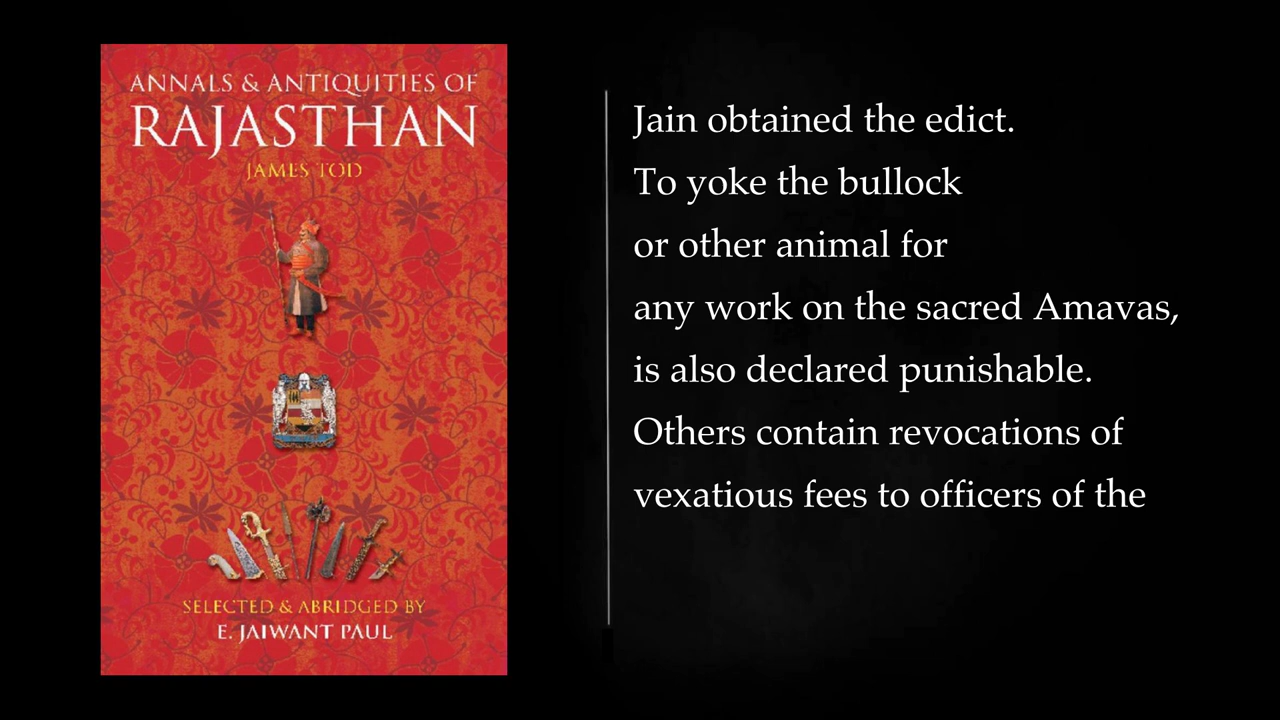 ANNALS & ANTIQUITIES OF
RAJASTHAN
JAMES TOD
SELECTED & ABRIDGED BY
E. JAIWANT PAUL
Jain obtained the edict.
To yoke the bullock
or other animal for
any work on the sacred Amavas,
is also declared punishable.
Others contain revocations of
vexatious fees to officers of the